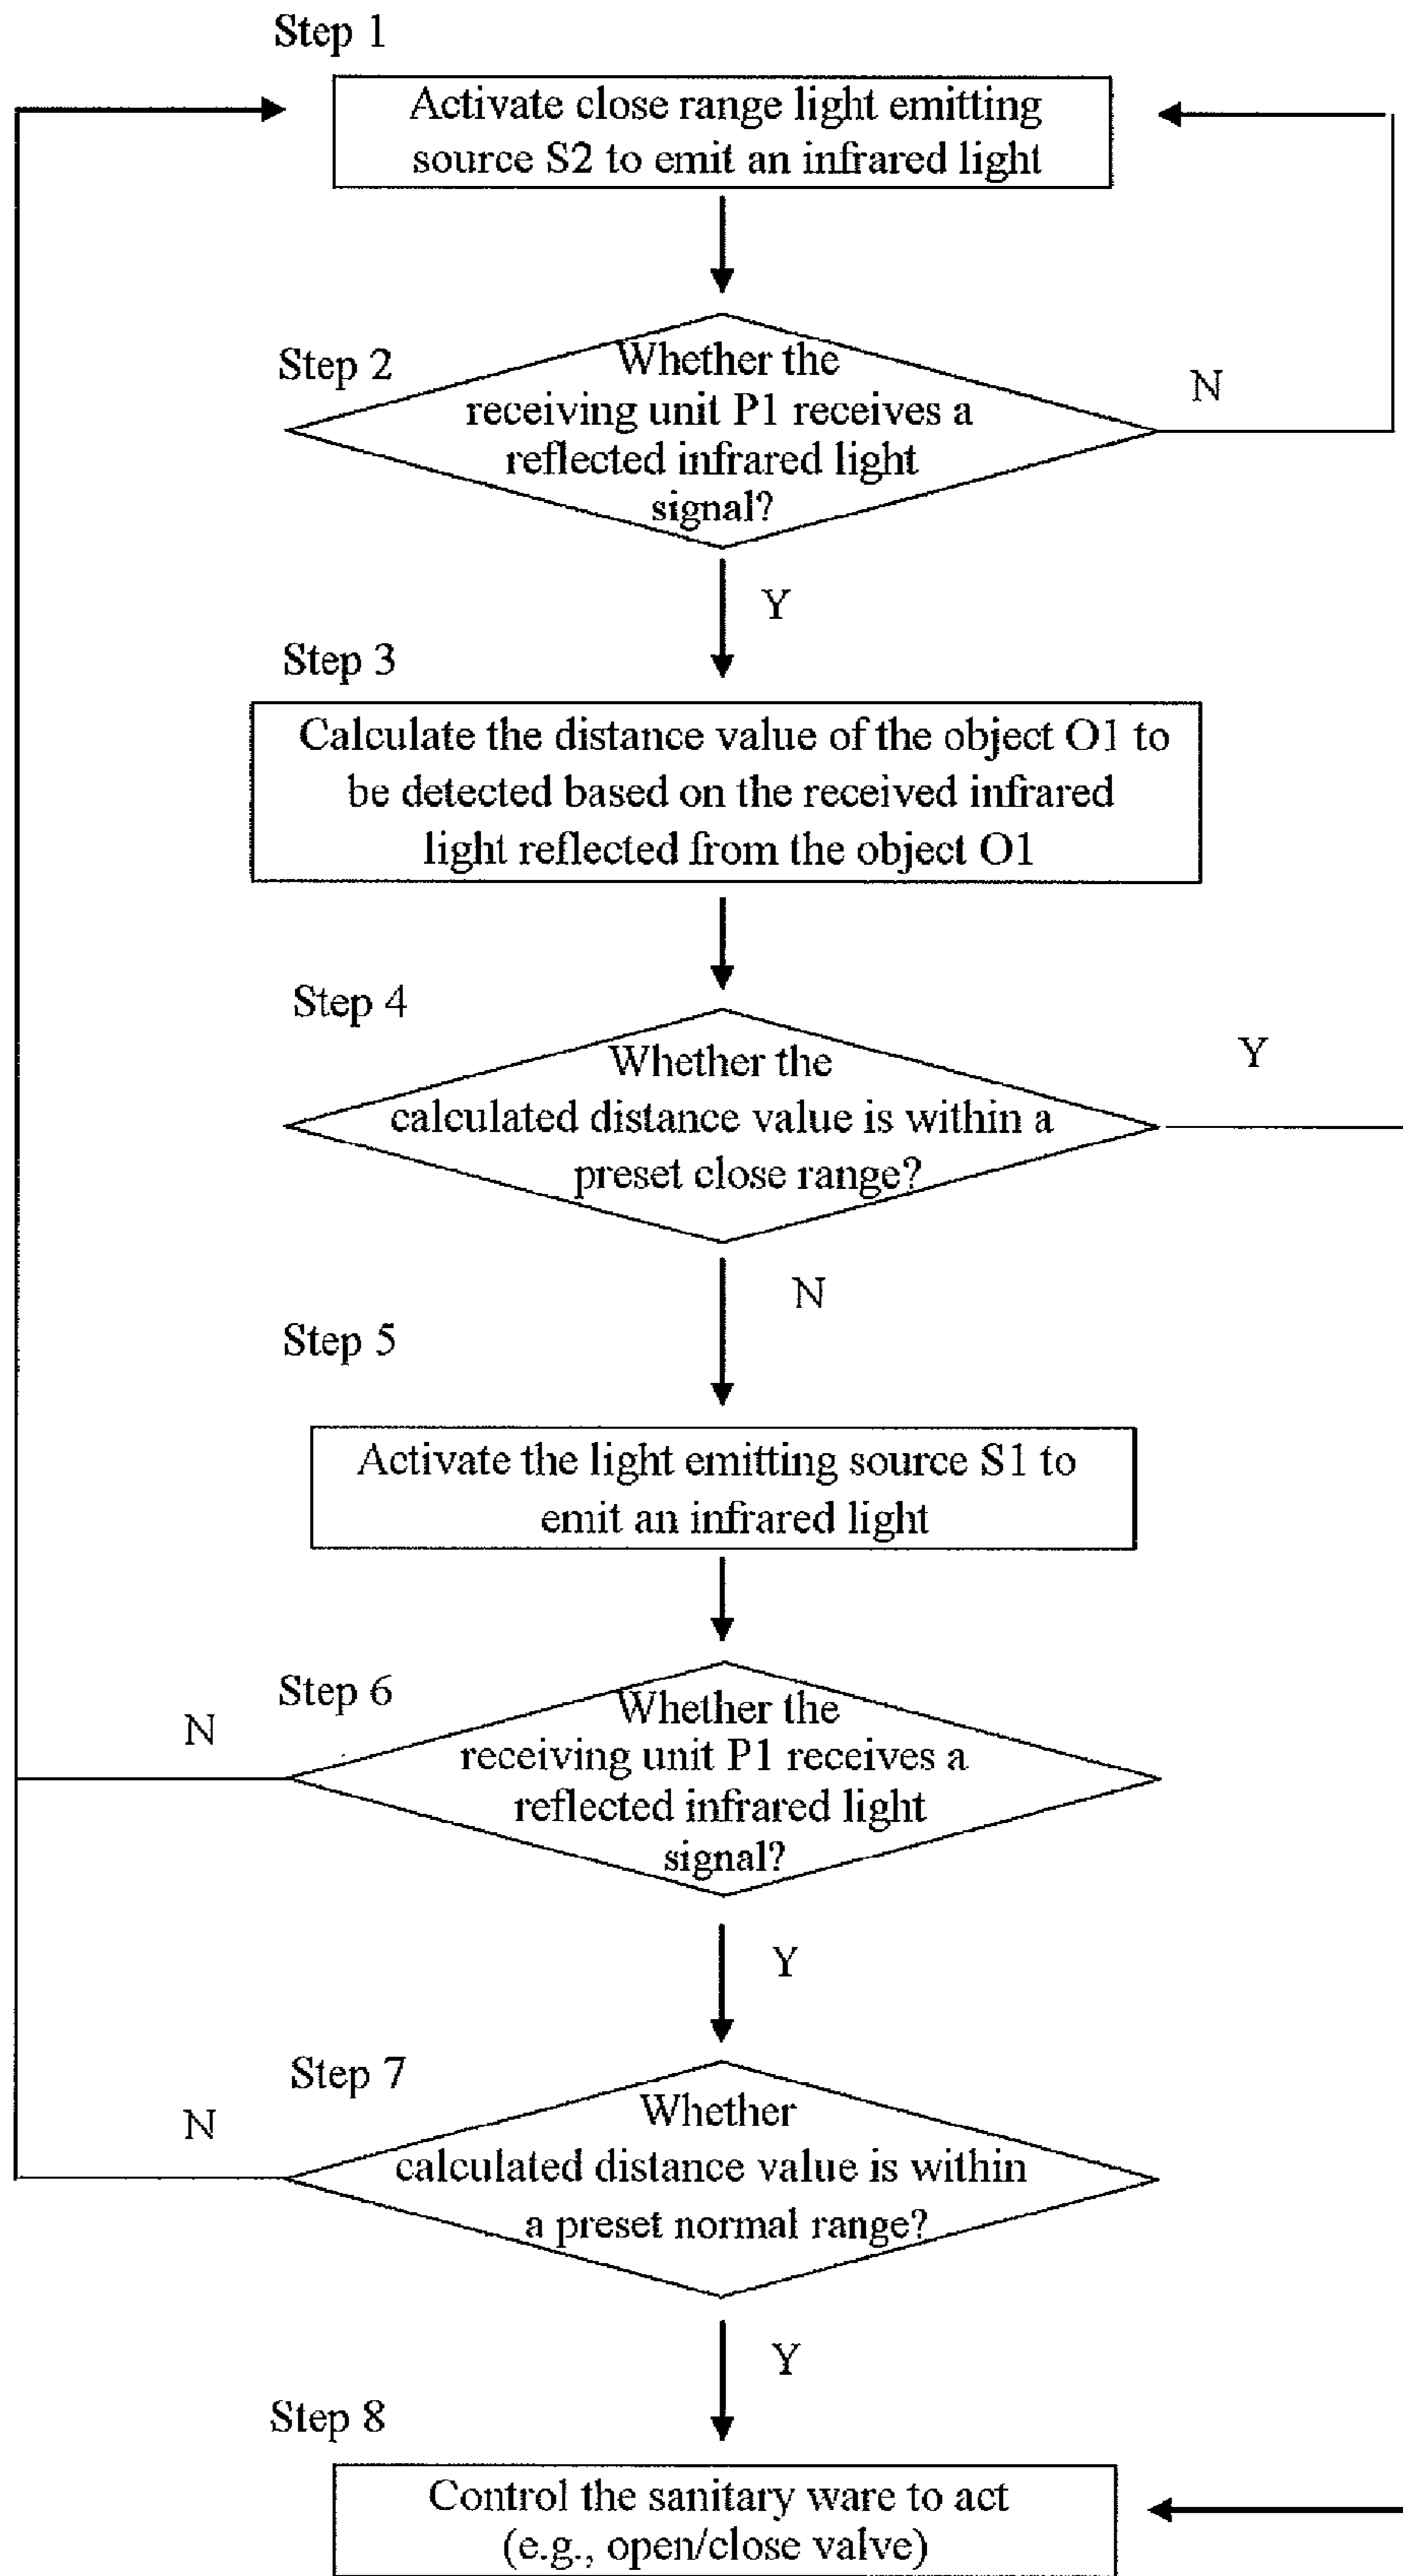 Step 1
Activate close range light emitting
source S2 to emit an infrared light
Step 2
Whether the
receiving unit P1 receives a
reflected infrared light
signal?
N
Y
Step 3
Calculate the distance value of the object O1 to
be detected based on the received infrared
light reflected from the object O1
Step 4
Whether the
calculated distance value is within a
preset close range?
Y
N
Step 5
Activate the light emitting source S1 to
emit an infrared light
Step 6
Whether the
receiving unit P1 receives a
reflected infrared light
signal?
N
Y
Step 7
Whether
calculated distance value is within
a preset normal range?
N
Y
Step 8
Control the sanitary ware to act
(e.g., open/close valve)